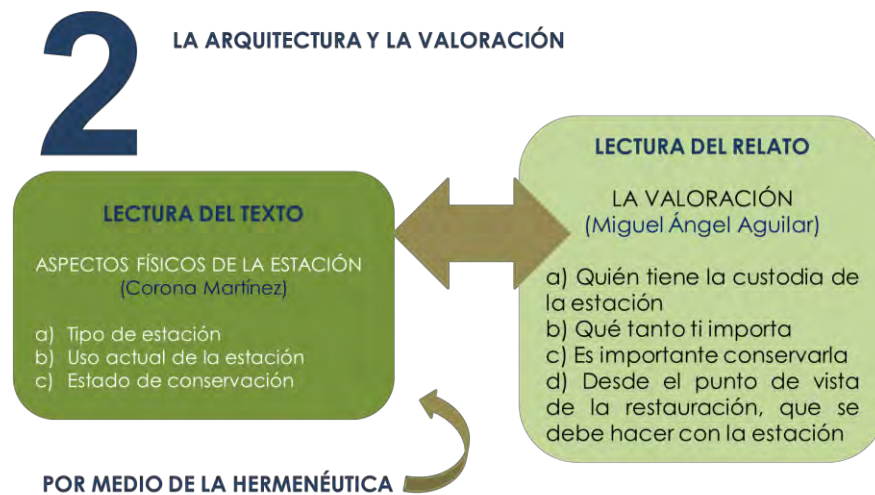 2
LA ARQUITECTURA Y LA VALORACIÓN
LECTURA DEL TEXTO
ASPECTOS FÍSICOS DE LA ESTACIÓN
(Corona Martínez)
a) Tipo de estación
b) Uso actual de la estación
c) Estado de conservación
LECTURA DEL RELATO
LA VALORACIÓN
(Miguel Ángel Aguilar)
a) Quién tiene la custodia de
la estación
b) Qué tanto ti importa
c) Es importante conservarla
d) Desde el punto de vista
de la restauración, que se
debe hacer con la estación
POR MEDIO DE LA HERMENÉUTICA